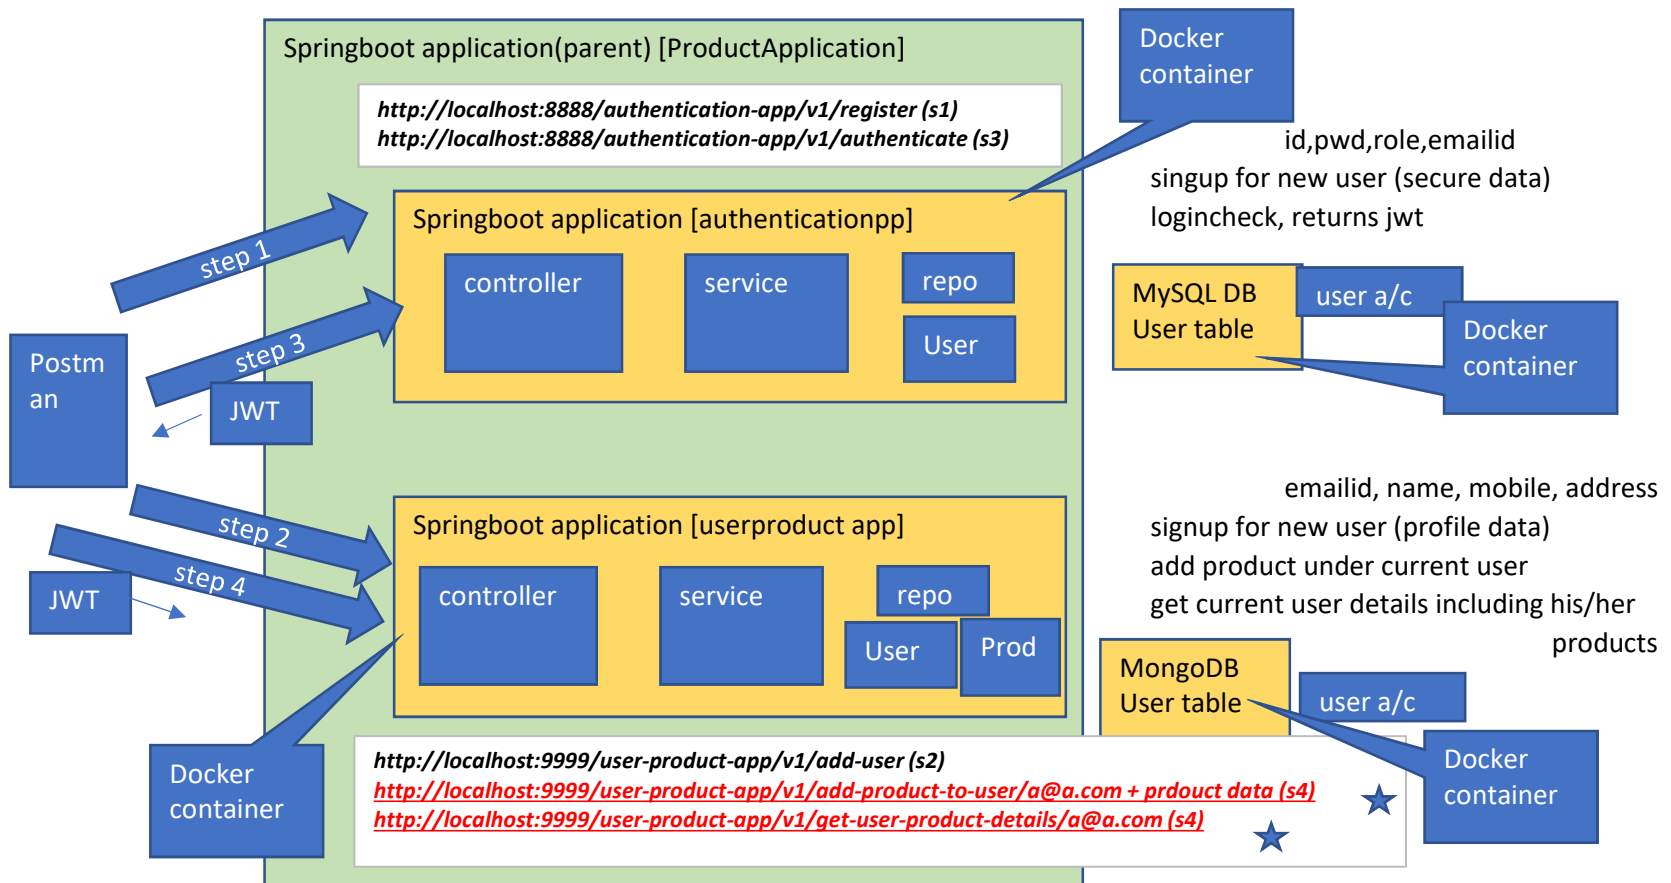 Springboot application(parent) [ProductApplication]
Docker
container
http://localhost:8888/authentication-app/v1/register (s1)
http://localhost:8888/authentication-app/v1/authenticate (s3)
id,pwd,role,emailid
singup for new user (secure data)
logincheck, returns jwt
Springboot application [authenticationpp]
step 1
controller
service
repo
User
MySQL DB
User table
user a/c
Docker
container
step 3
Postm
an
JWT
emailid, name, mobile, address
signup for new user (profile data)
add product under current user
get current user details including his/her
products
Springboot application [userproduct app]
step 2
step 4
JWT
controller
service
repo
User
Prod
MongoDB
User table
user a/c
Docker
container
Docker
container
http://localhost:9999/user-product-app/v1/add-user (s2)
http://localhost:9999/user-product-app/v1/add-product-to-user/a@a.com + prdouct data (s4)
http://localhost:9999/user-product-app/v1/get-user-product-details/a@a.com (s4)